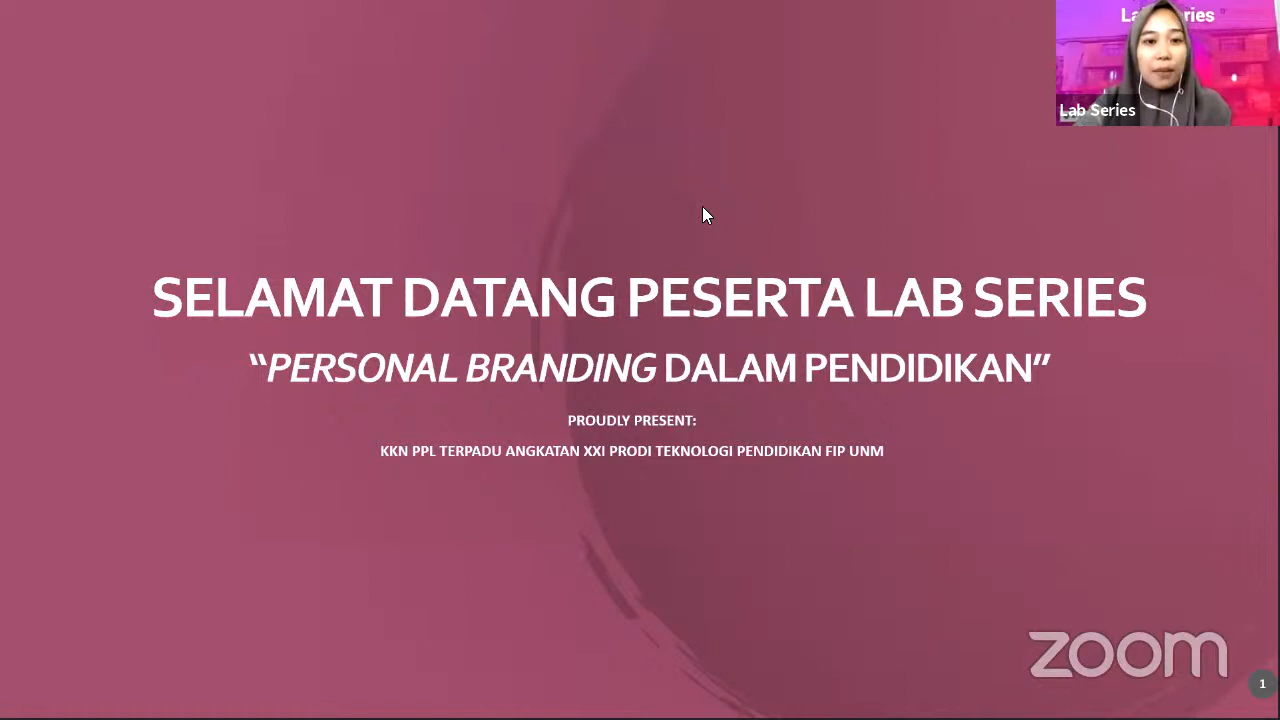 Lab Series
SELAMAT DATANG PESERTA LAB SERIES
“PERSONAL BRANDING DALAM PENDIDIKAN”
PROUDLY PRESENT:
KKN PPL TERPADU ANGKATAN XXI PRODI TEKNOLOGI PENDIDIKAN FIP UNM
zoom
1